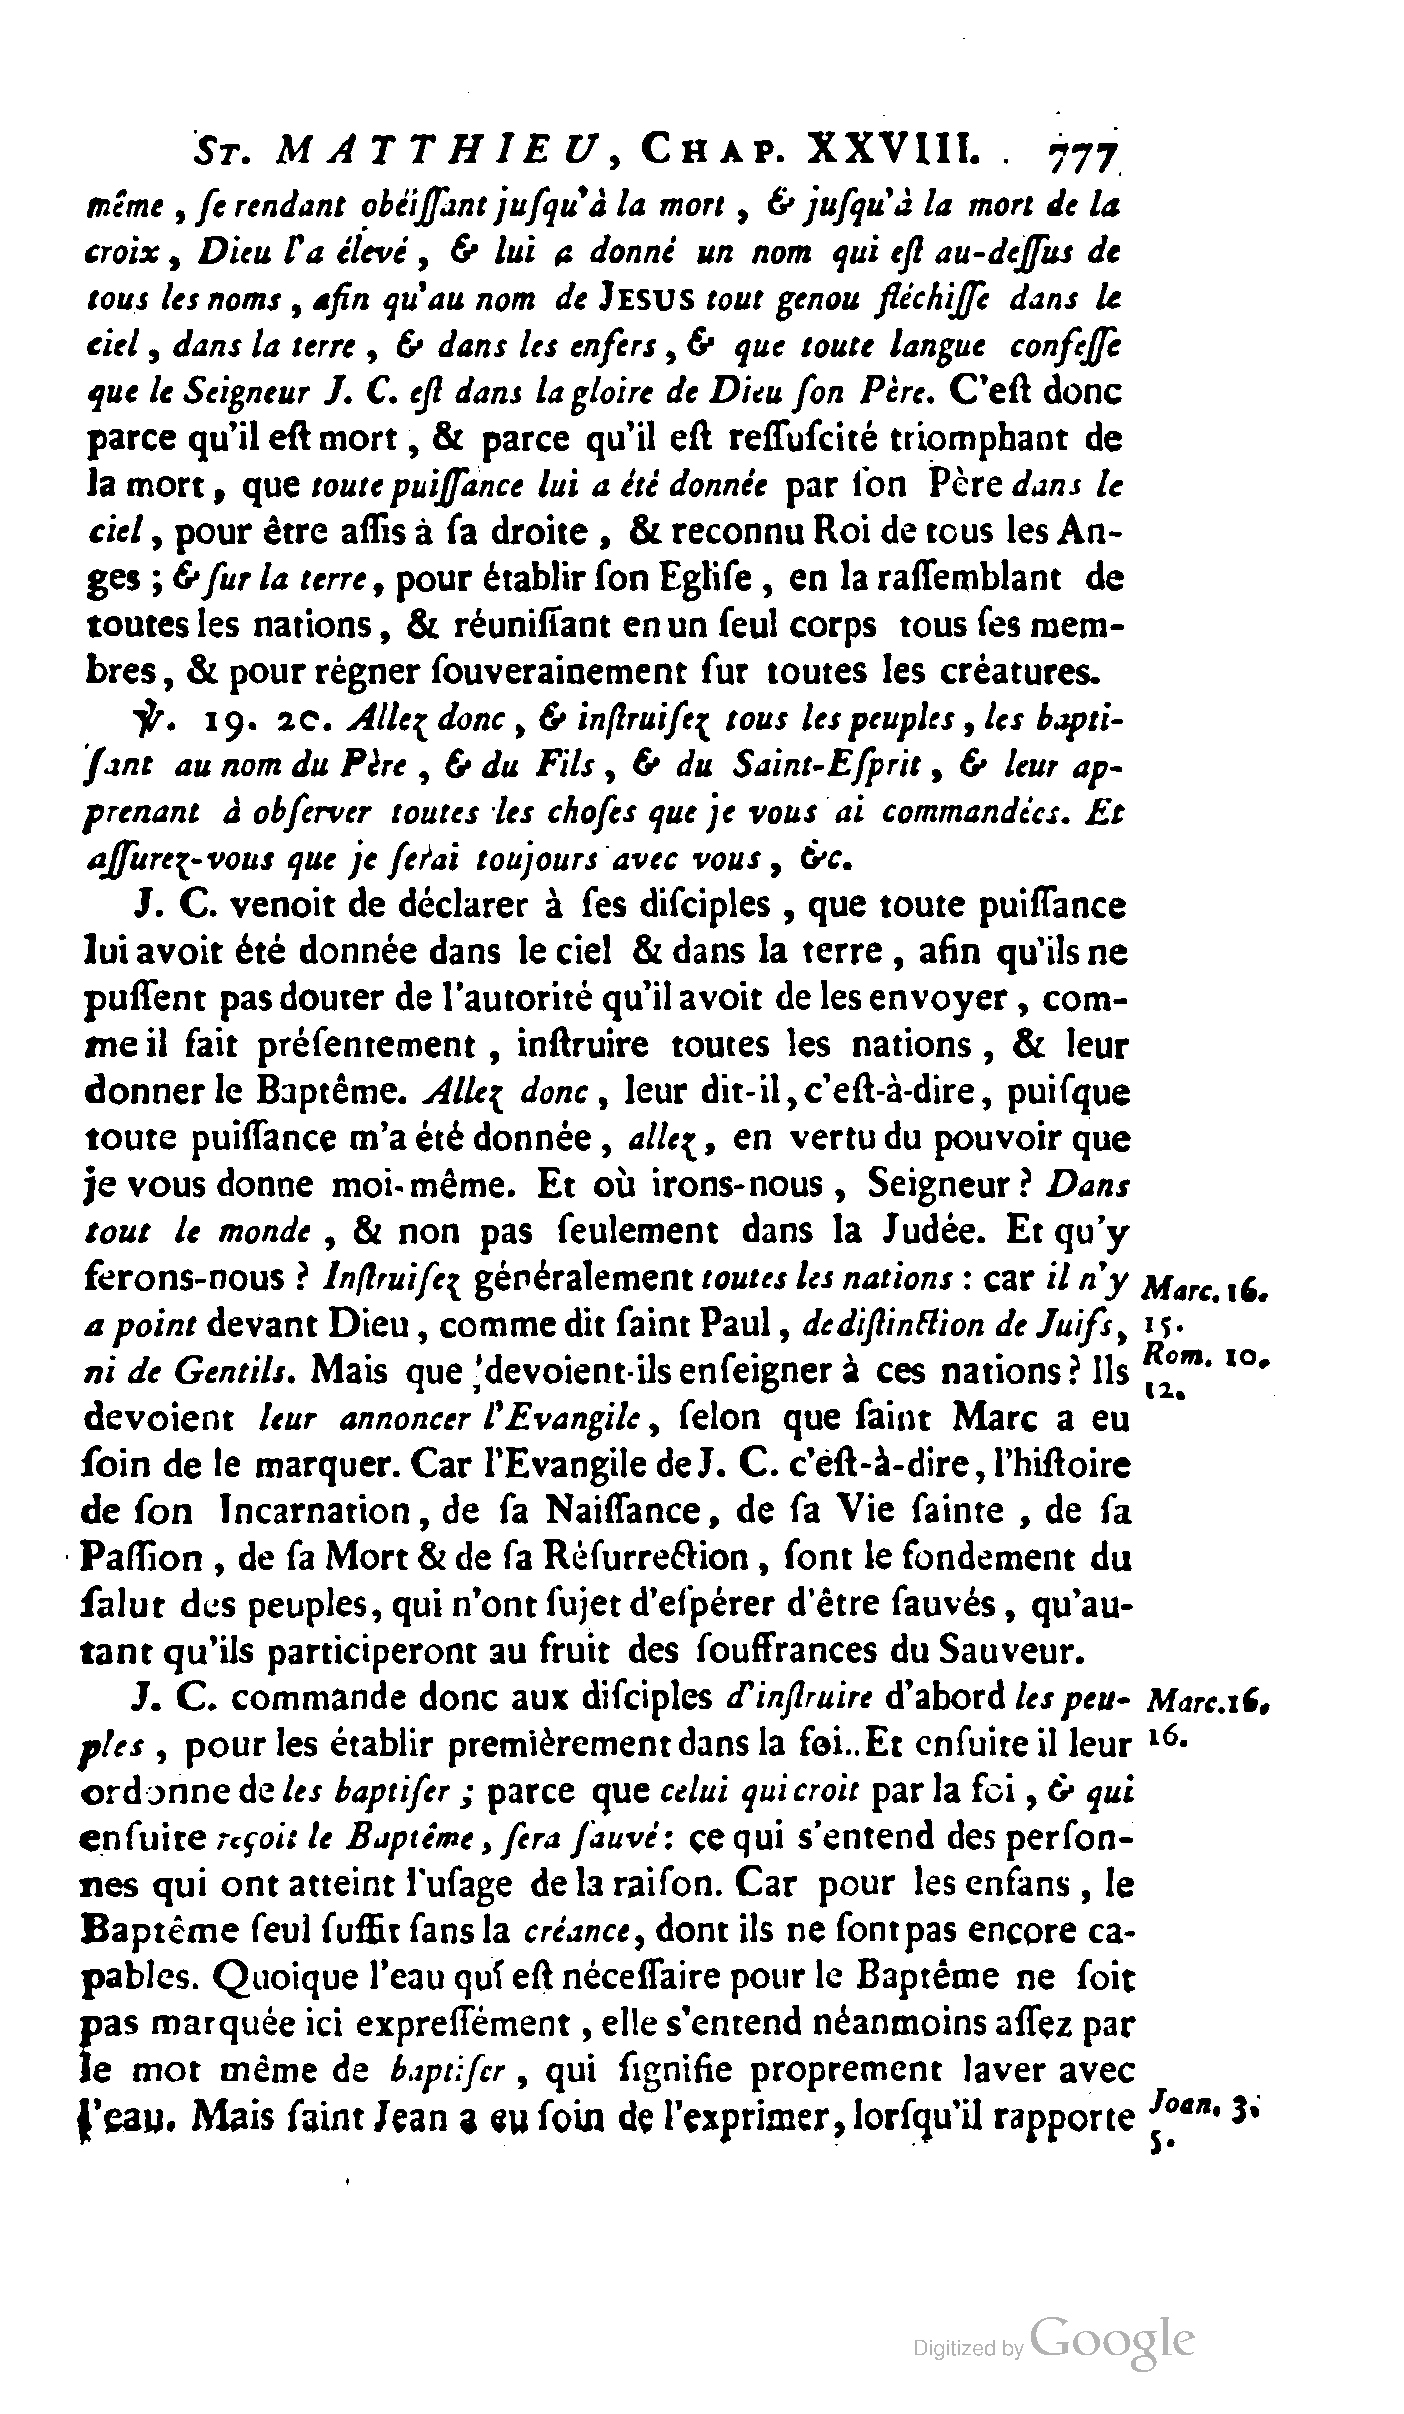 ST. MATTHIEU, CHAP. XXVIII. 777
même, ſe rendant obéiſſant juſqu'à la mort, & juſqu'à la mort de la
croix, Dieu l'a élevé, & lui a donné un nom qui eſt au-deſſus de
tous les noms, afin qu'au nom de JESUS tout genou fléchiſſe dans le
ciel, dans la terre, & dans les enfers, & que toute langue confeſſe
que le Seigneur J. C. eſt dans la gloire de Dieu ſon Père. C'eſt donc
parce qu'il eſt mort, & parce qu'il eſt reſſuſcité triomphant de
la mort, que toute puiſſance lui a été donnée par ſon Père dans le
ciel, pour être aſſis à ſa droite, & reconnu Roi de tous les An-
ges; & ſur la terre, pour établir ſon Egliſe, en la raſſemblant de
toutes les nations, & réuniſſant en un ſeul corps tous ſes mem-
bres, & pour régner ſouverainement ſur toutes les créatures.
℣. 19. 20. Allez donc, & inſtruiſez tous les peuples, les bapti-
ſant au nom du Père, & du Fils, & du Saint-Eſprit, & leur ap-
prenant à obſerver toutes les choſes que je vous ai commandées. Et
aſſurez-vous que je ſerai toujours avec vous, &c.
J. C. venoit de déclarer à ſes diſciples, que toute puiſſance
lui avoit été donnée dans le ciel & dans la terre, afin qu'ils ne
puſſent pas douter de l'autorité qu'il avoit de les envoyer, com-
me il fait préſentement, inſtruire toutes les nations, & leur
donner le Baptême. Allez donc, leur dit-il, c'eſt-à-dire, puiſque
toute puiſſance m'a été donnée, allez, en vertu du pouvoir que
je vous donne moi-même. Et où irons-nous, Seigneur? Dans
tout le monde, & non pas ſeulement dans la Judée. Et qu'y
ferons-nous? Inſtruiſez généralement toutes les nations: car il n'y Marc. 16.
a point devant Dieu, comme dit ſaint Paul, de diſtinction de Juifs, 15.
ni de Gentils. Mais que devoient-ils enſeigner à ces nations? Ils Rom. 10.
12.
devoient leur annoncer l'Evangile, ſelon que ſaint Marc a eu
ſoin de le marquer. Car l'Evangile de J. C. c'eſt-à-dire, l'hiſtoire
de ſon Incarnation, de ſa Naiſſance, de ſa Vie ſainte, de ſa
Paſſion, de ſa Mort & de ſa Réſurrection, ſont le fondement du
ſalut des peuples, qui n'ont ſujet d'eſpérer d'être ſauvés, qu'au-
tant qu'ils participeront au fruit des ſouffrances du Sauveur.
J. C. commande donc aux diſciples d'inſtruire d'abord les peu- Marc. 16.
ples, pour les établir premièrement dans la foi.. Et enſuite il leur 16.
ordonne de les baptiſer; parce que celui qui croit par la foi, & qui
enſuite reçoit le Baptême, ſera ſauvé: ce qui s'entend des perſon-
nes qui ont atteint l'uſage de la raiſon. Car pour les enfans, le
Baptême ſeul ſuffit ſans la créance, dont ils ne ſont pas encore ca-
pables. Quoique l'eau qui eſt néceſſaire pour le Baptême ne ſoit
pas marquée ici expreſſément, elle s'entend néanmoins aſſez par
le mot même de baptiſer, qui ſignifie proprement laver avec
l'eau. Mais ſaint Jean a eu ſoin de l'exprimer, lorſqu'il rapporte Joan. 3.
5.
Digitized by Google